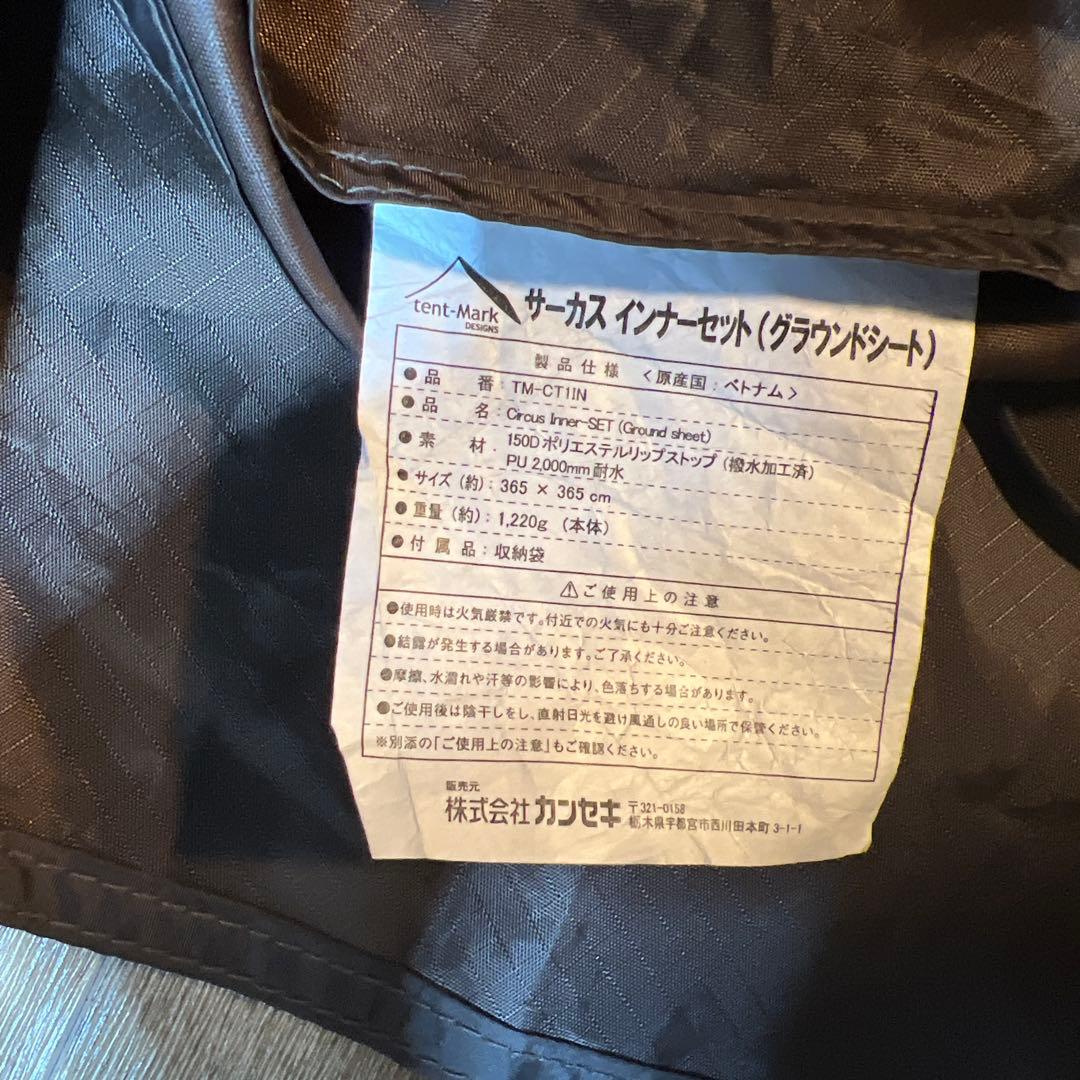 tent-Mark
DESIGNS
サーカス インナーセット(グラウンドシート)
製品仕様 <原産国:ベトナム>
●品 番:TM-CT1IN
●品 名:Circus Inner-SET (Ground sheet)
●素 材:150Dポリエステルリップストップ (撥水加工済)
PU 2,000mm耐水
●サイズ(約):365 × 365 cm
●重量(約):1,220g (本体)
●付属品:収納袋
⚠ご使用上の注意
●使用時は火気厳禁です。付近での火気にも十分ご注意ください。
●結露が発生する場合があります。ご了承ください。
●摩擦、水濡れや汗等の影響により、色落ちする場合があります。
●ご使用後は陰干しをし、直射日光を避け風通しの良い場所で保管ください。
※別添の「ご使用上の注意」もご確認ください。
販売元
株式会社 カンセキ 〒321-0158
栃木県宇都宮市西川田本町 3-1-1